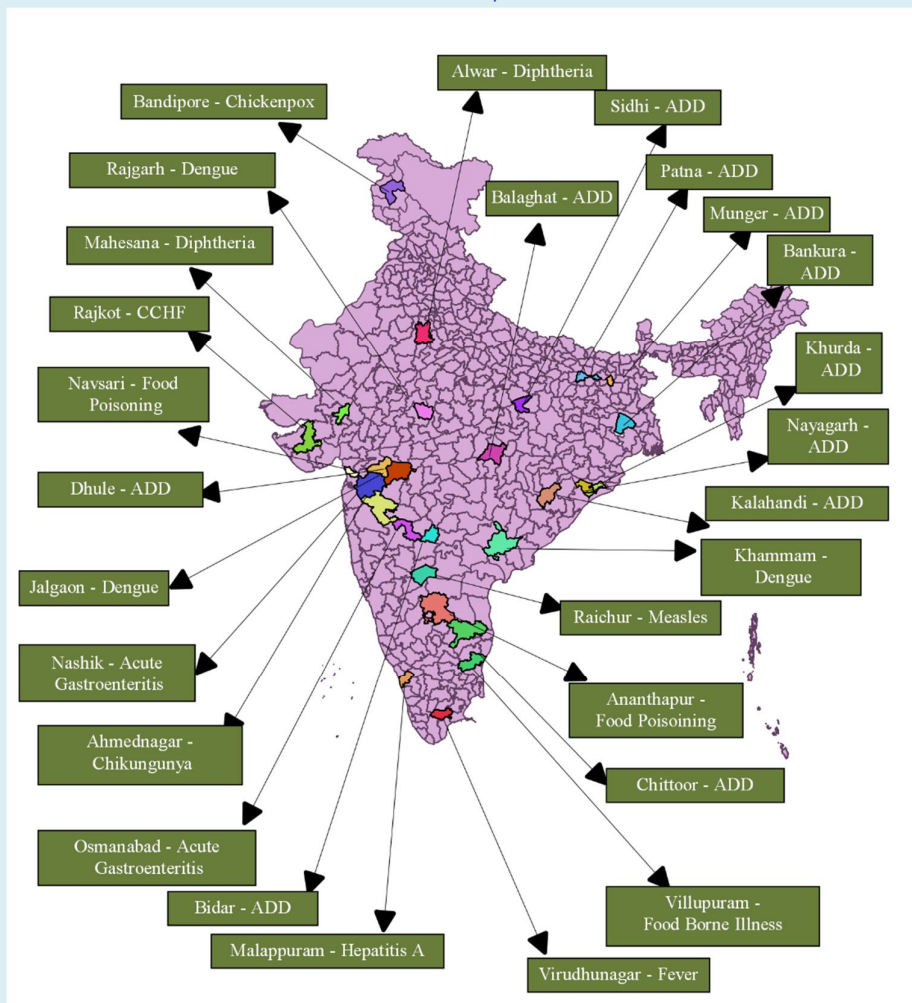 Alwar - Diphtheria
Bandipore - Chickenpox
Sidhi - ADD
Rajgarh - Dengue
Patna - ADD
Balaghat - ADD
Munger - ADD
Mahesana - Diphtheria
Bankura -
ADD
Rajkot - CCHF
Khurda -
ADD
Navsari - Food
Poisoning
Nayagarh -
ADD
Dhule - ADD
Kalahandi - ADD
Khammam -
Dengue
Jalgaon - Dengue
Raichur - Measles
Nashik - Acute
Gastroenteritis
Ananthapur -
Food Poisoining
Ahmednagar -
Chikungunya
Chittoor - ADD
Osmanabad - Acute
Gastroenteritis
Bidar - ADD
Villupuram -
Food Borne Illness
Malappuram - Hepatitis A
Virudhunagar - Fever